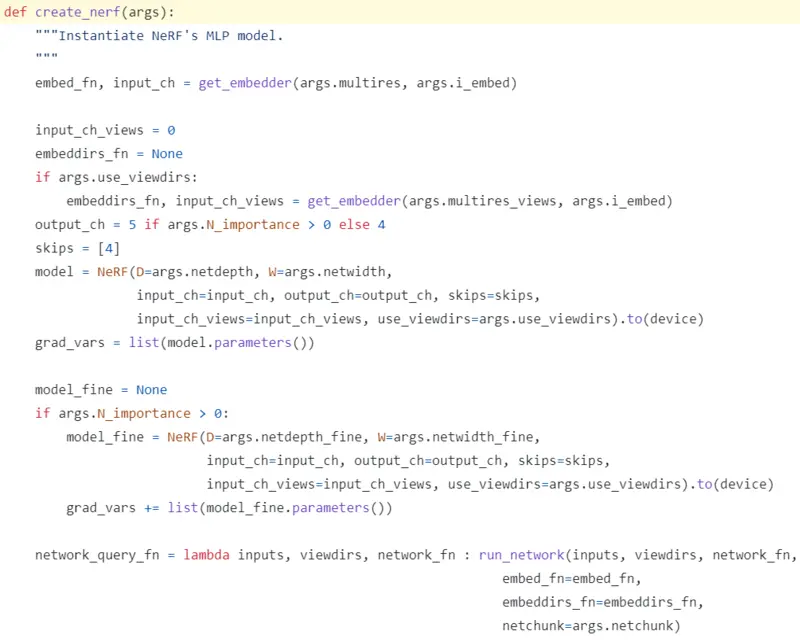 def create_nerf(args):
    """Instantiate NeRF's MLP model.
    """
    embed_fn, input_ch = get_embedder(args.multires, args.i_embed)

    input_ch_views = 0
    embeddirs_fn = None
    if args.use_viewdirs:
        embeddirs_fn, input_ch_views = get_embedder(args.multires_views, args.i_embed)
    output_ch = 5 if args.N_importance > 0 else 4
    skips = [4]
    model = NeRF(D=args.netdepth, W=args.netwidth,
                 input_ch=input_ch, output_ch=output_ch, skips=skips,
                 input_ch_views=input_ch_views, use_viewdirs=args.use_viewdirs).to(device)
    grad_vars = list(model.parameters())

    model_fine = None
    if args.N_importance > 0:
        model_fine = NeRF(D=args.netdepth_fine, W=args.netwidth_fine,
                          input_ch=input_ch, output_ch=output_ch, skips=skips,
                          input_ch_views=input_ch_views, use_viewdirs=args.use_viewdirs).to(device)
        grad_vars += list(model_fine.parameters())

    network_query_fn = lambda inputs, viewdirs, network_fn : run_network(inputs, viewdirs, network_fn,
                                                                embed_fn=embed_fn,
                                                                embeddirs_fn=embeddirs_fn,
                                                                netchunk=args.netchunk)